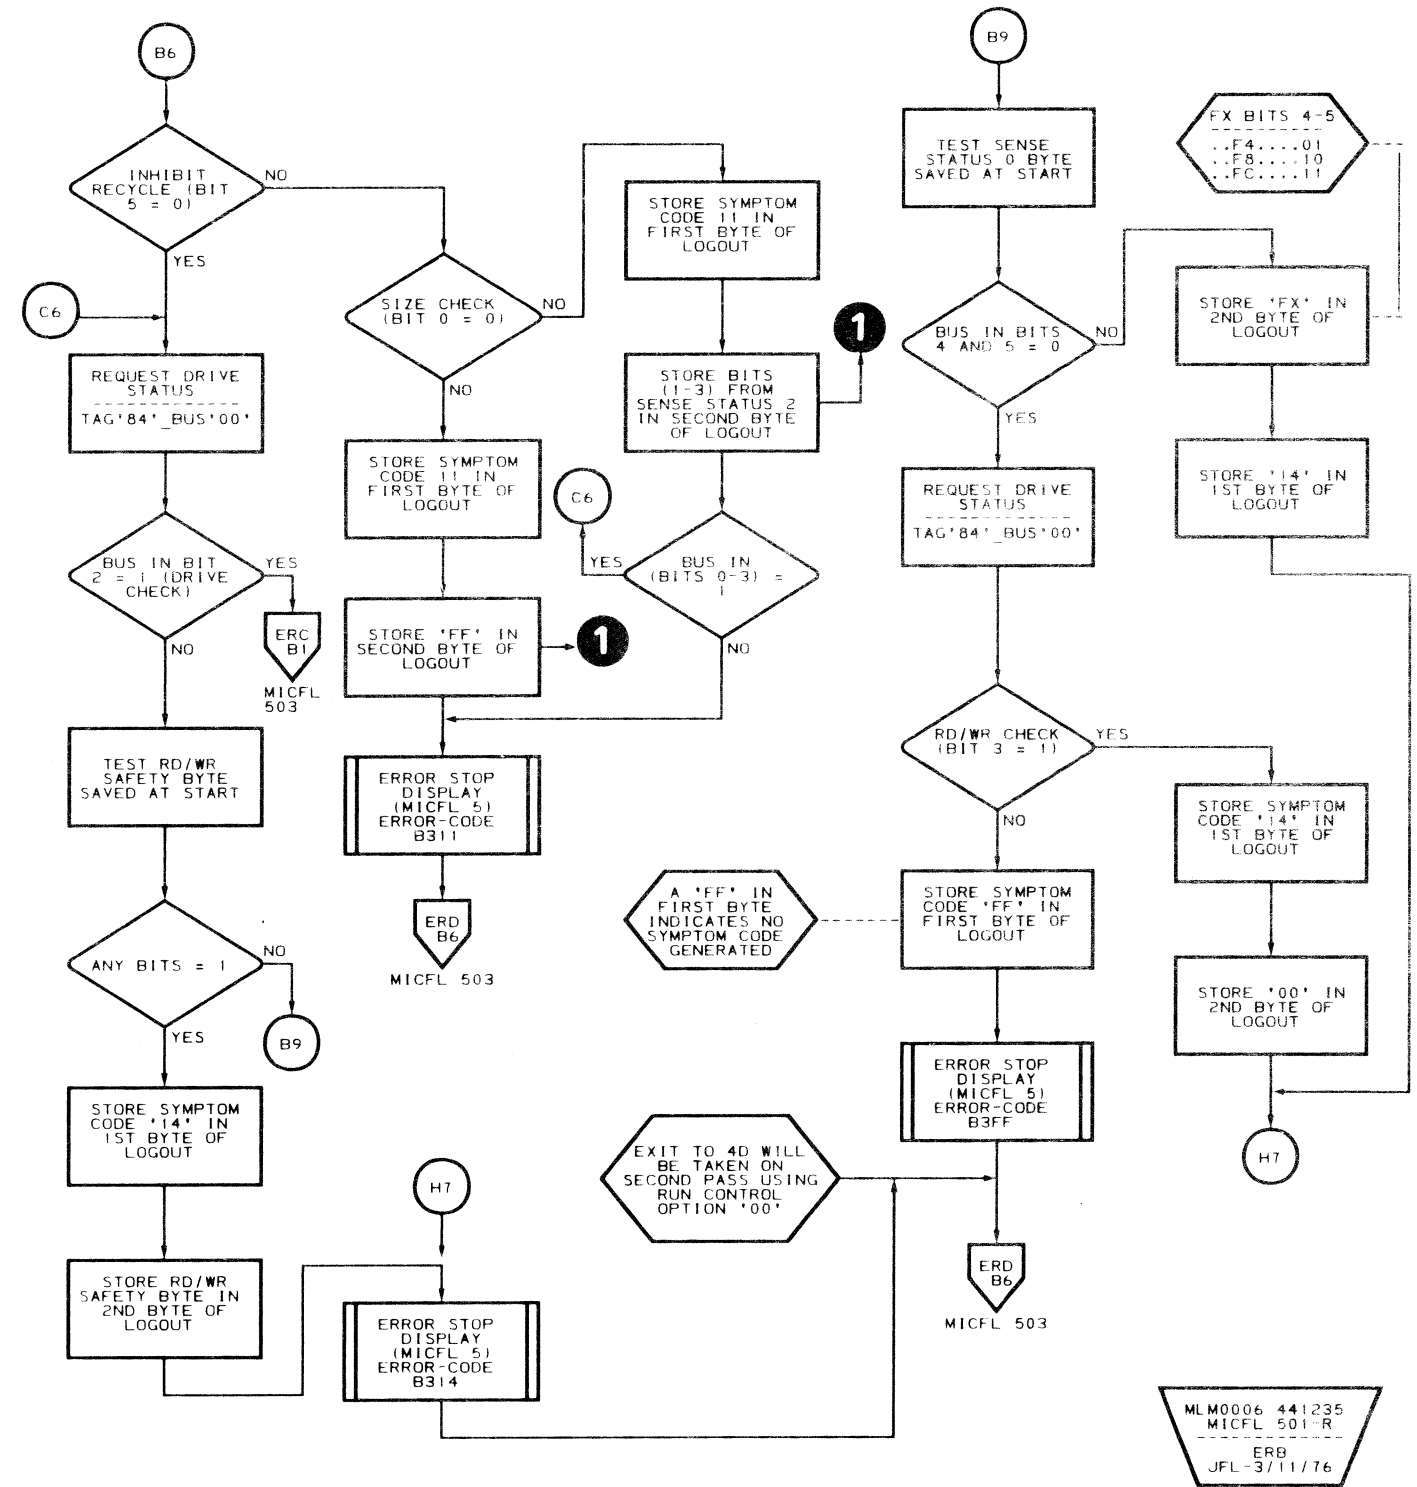 B6
INHIBIT
RECYCLE (BIT
5 = 0)
NO
YES
C6
REQUEST DRIVE
STATUS
TAG'84'_BUS'00'
BUS IN BIT
2 = 1 (DRIVE
CHECK)
YES
ERC
B1
MICFL
503
NO
TEST RD/WR
SAFETY BYTE
SAVED AT START
ANY BITS = 1
NO
B9
YES
STORE SYMPTOM
CODE '14' IN
1ST BYTE OF
LOGOUT
STORE RD/WR
SAFETY BYTE IN
2ND BYTE OF
LOGOUT
SIZE CHECK
(BIT 0 = 0)
NO
NO
STORE SYMPTOM
CODE 11 IN
FIRST BYTE OF
LOGOUT
STORE 'FF' IN
SECOND BYTE OF
LOGOUT
1
ERROR STOP
DISPLAY
(MICFL 5)
ERROR-CODE
B311
ERD
B6
MICFL 503
H7
ERROR STOP
DISPLAY
(MICFL 5)
ERROR-CODE
B314
STORE SYMPTOM
CODE 11 IN
FIRST BYTE OF
LOGOUT
STORE BITS
(1-3) FROM
SENSE STATUS 2
IN SECOND BYTE
OF LOGOUT
1
C6
YES
BUS IN
(BITS 0-3) =
1
NO
B9
TEST SENSE
STATUS 0 BYTE
SAVED AT START
BUS IN BITS
4 AND 5 = 0
NO
YES
REQUEST DRIVE
STATUS
TAG'84'_BUS'00'
RD/WR CHECK
(BIT 3 = 1)
YES
NO
A 'FF' IN
FIRST BYTE
INDICATES NO
SYMPTOM CODE
GENERATED
STORE SYMPTOM
CODE 'FF' IN
FIRST BYTE OF
LOGOUT
ERROR STOP
DISPLAY
(MICFL 5)
ERROR-CODE
B3FF
EXIT TO 4D WILL
BE TAKEN ON
SECOND PASS USING
RUN CONTROL
OPTION '00'
ERD
B6
MICFL 503
FX BITS 4-5
..F4....01
..F8....10
..FC....11
STORE 'FX' IN
2ND BYTE OF
LOGOUT
STORE '14' IN
1ST BYTE OF
LOGOUT
STORE SYMPTOM
CODE '14' IN
1ST BYTE OF
LOGOUT
STORE '00' IN
2ND BYTE OF
LOGOUT
H7
MLM0006 441235
MICFL 501-R
ERB
JFL-3/11/76